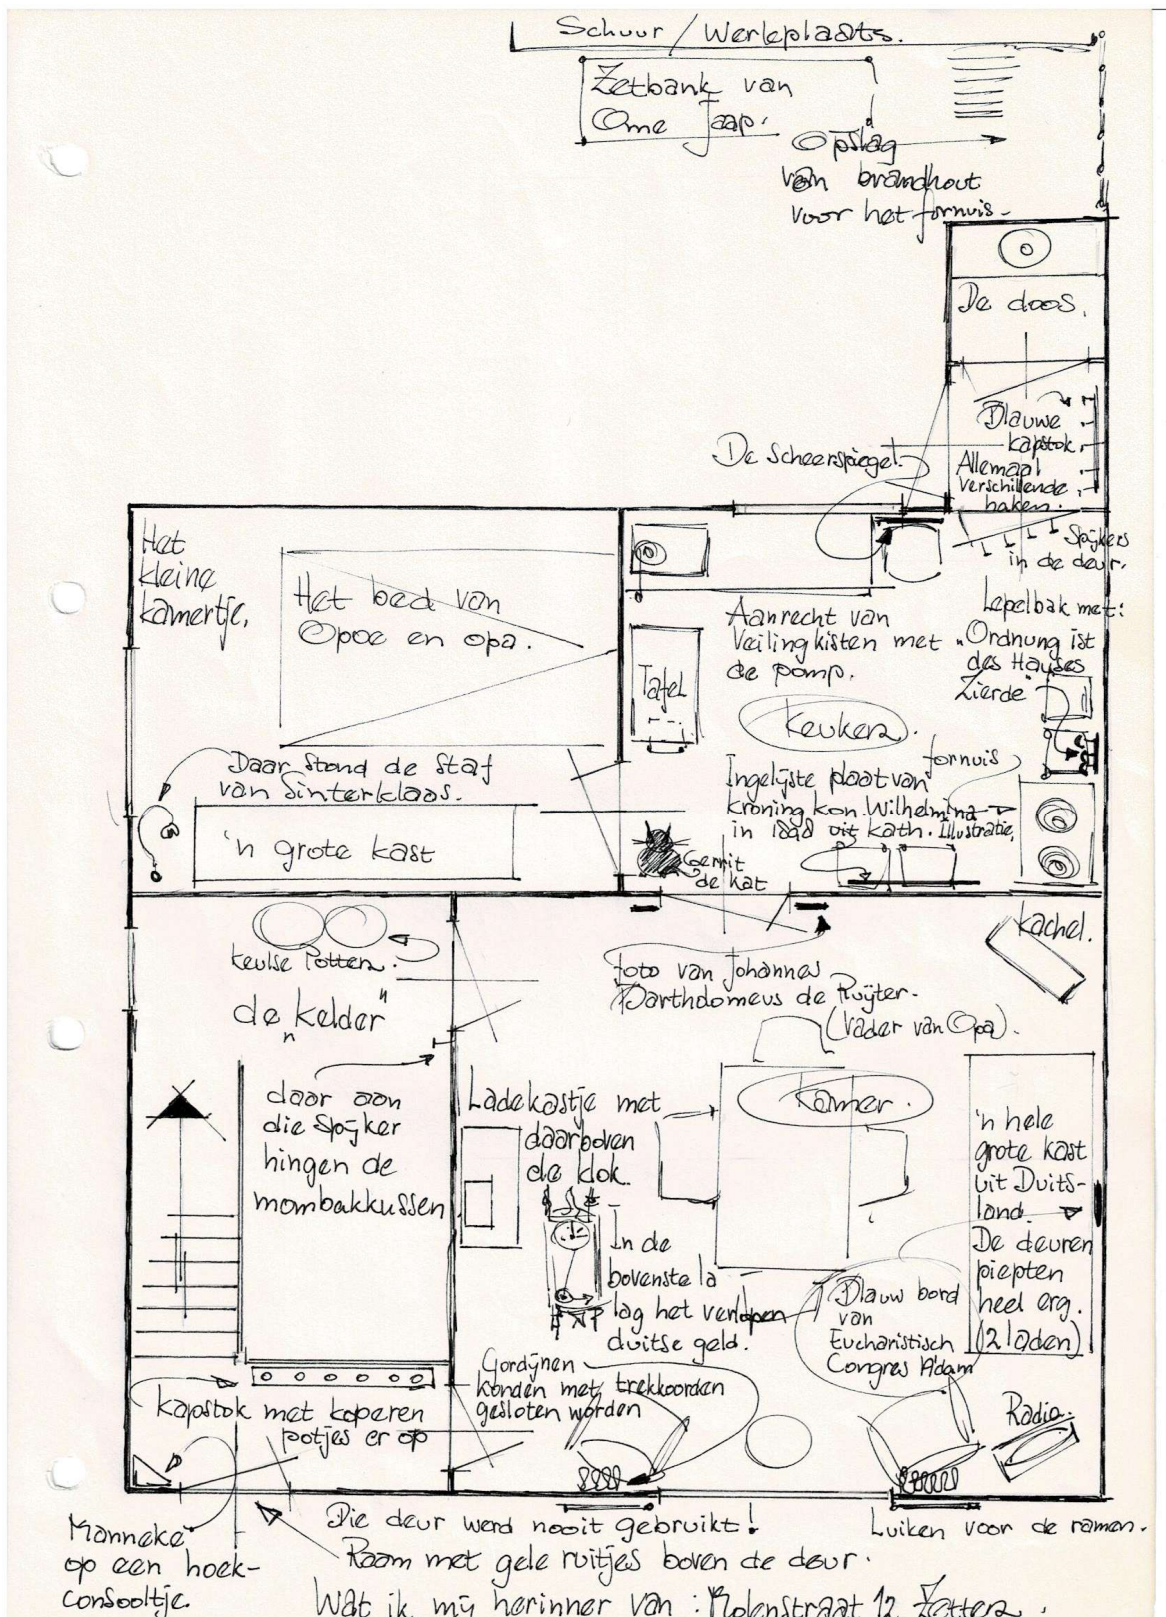 Schuur / Werkplaats.
Zetbank van
Ome Jaap.
Opslag
van brandhout
voor het fornuis.
De doos.
Blauwe
kapstok.
Allemaal
verschillende
haken.
De Scheerspiegel.
Spijkers
in de deur.
Het
kleine
kamertje.
Het bed van
Opoe en opa.
Aanrecht van
Veilingkisten met
de pomp.
Lepelbak met:
"Ordnung ist
des Hauses
Zierde"
Tafel
Keuken.
fornuis
Daar stond de staf
van Sinterklaas.
'n grote kast
Ingelijste plaat van
kroning kon. Wilhelmina
in 1898 uit kath. Illustratie.
Gerrit
de kat
Keulse Potten.
de "Kelder"
foto van Johannes
Bartholomeus de Ruijter.
(Vader van Opa).
Kachel.
daar aan
die Spijker
hingen de
mombakkussen
Ladekastje met
daarboven
de klok.
Kamer.
In de
bovenste la
lag het verlopen
duitse geld.
'n hele
grote kast
uit Duits-
land.
De deuren
piepten
heel erg.
(2 laden)
Blauw bord
van
Eucharistisch
Congres A'dam
Gordijnen
konden met trekkoorden
gesloten worden
Kapstok met koperen
potjes er op
Radio.
Manneke
op een hoek-
consooltje.
Die deur werd nooit gebruikt!
Raam met gele ruitjes boven de deur.
Luiken voor de ramen.
Wat ik mij herinner van: Molenstraat 12 Zetten.